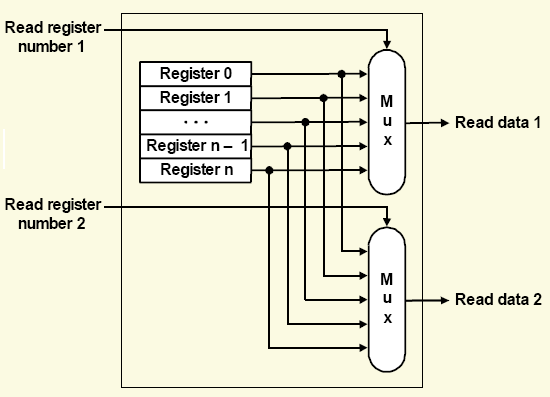 Read register
number 1
Register 0
Register 1
. . .
Register n – 1
Register n
M
u
x
Read data 1
Read register
number 2
M
u
x
Read data 2